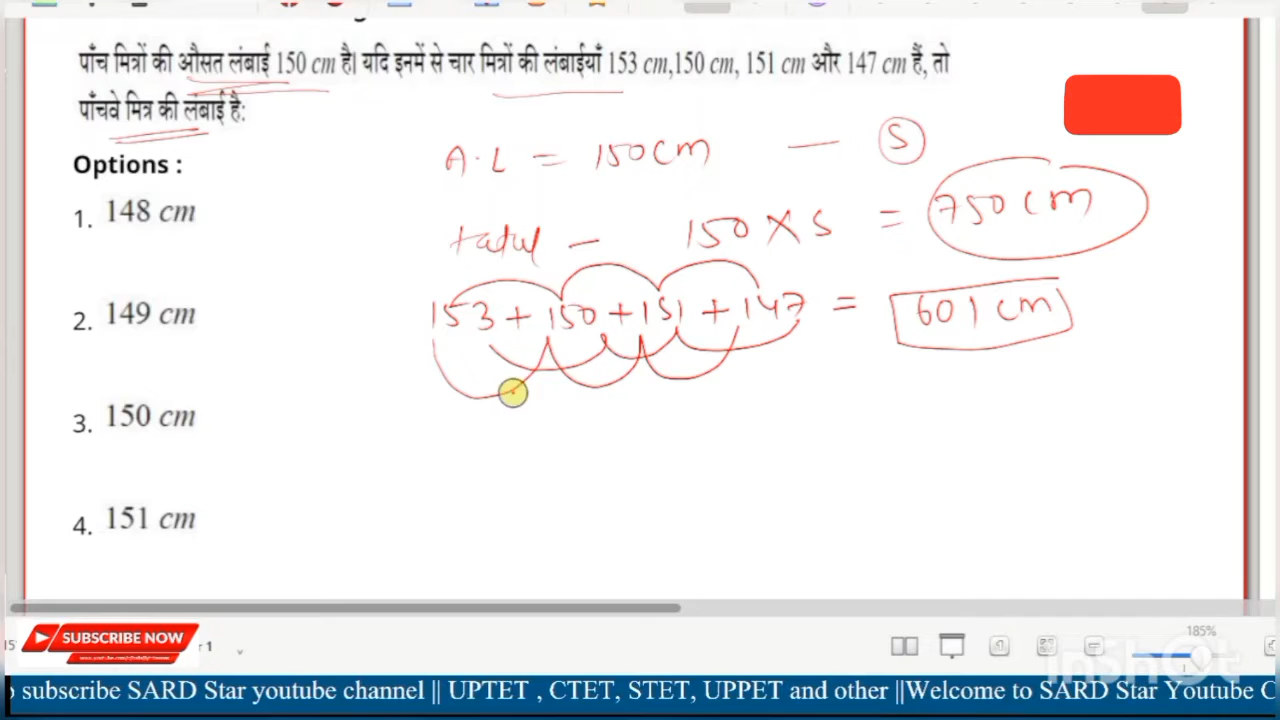 पाँच मित्रों की औसत लंबाई 150 cm है। यदि इनमें से चार मित्रों की लंबाईयाँ 153 cm,150 cm, 151 cm और 147 cm हैं, तो
पाँचवे मित्र की लंबाई है:
Options :
A.L = 150 cm — 5
1. 148 cm
total - 150 X 5 = 750 cm
2. 149 cm
153 + 150 + 151 + 147 = 601 cm
3. 150 cm
4. 151 cm
SUBSCRIBE NOW
185%
InShot
subscribe SARD Star youtube channel || UPTET , CTET, STET, UPPET and other ||Welcome to SARD Star Youtube C